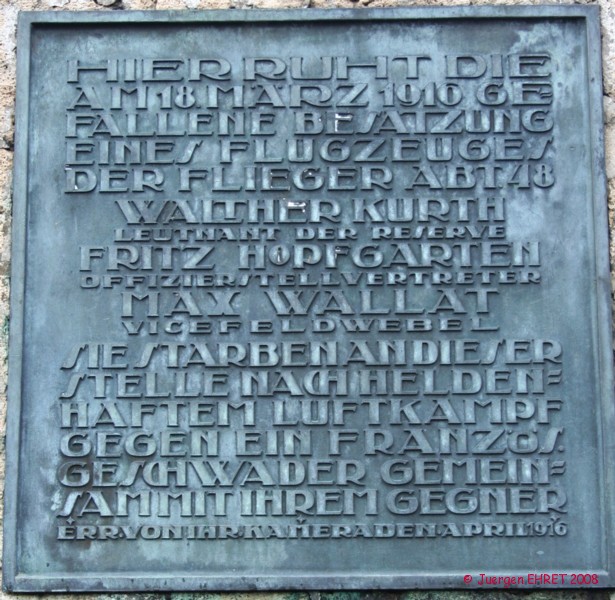 HIER RUHT DIE
AM 18. MÄRZ 1916 GE
FALLENE BESATZUNG
EINES FLUGZEUGES
DER FLIEGER ABT. 48
WALTHER KURTH
LEUTNANT DER RESERVE
FRITZ HOPFGARTEN
OFFIZIERSTELLVERTRETER
MAX WALLAT
VICEFELDWEBEL
SIE STARBEN AN DIESER
STELLE NACH HELDEN=
HAFTEM LUFTKAMPF
GEGEN EIN FRANZÖS.
GESCHWADER GEMEIN=
SAM MIT IHREM GEGNER
ERR. VON IHR. KAMERADEN. APRIL 1916
© Juergen EHRET 2008